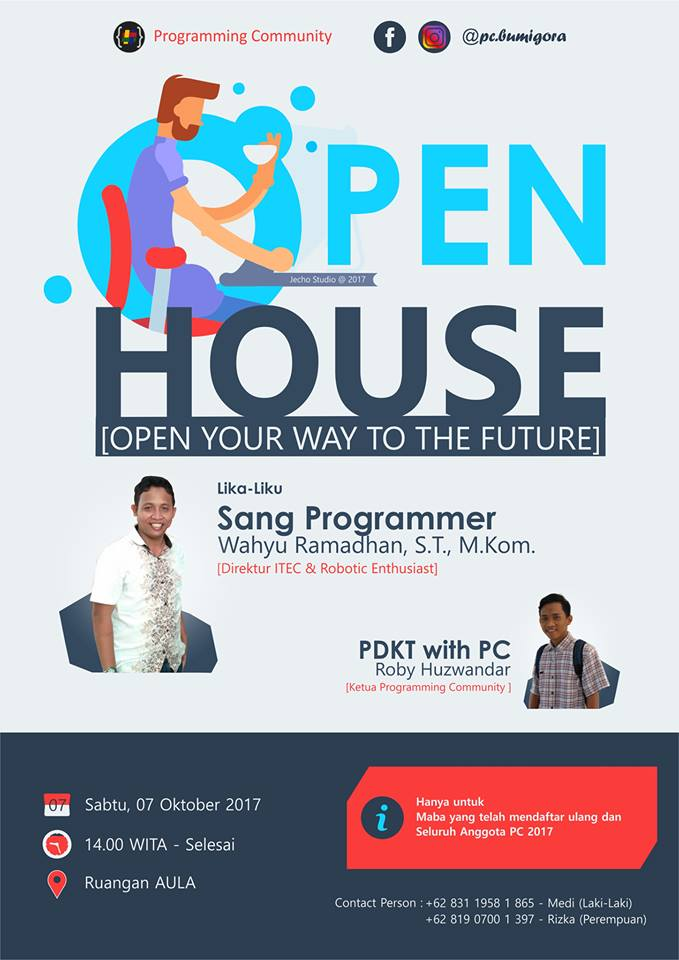 Programming Community
@pc.bumigora
OPEN
Jecho Studio @ 2017
HOUSE
[OPEN YOUR WAY TO THE FUTURE]
Lika-Liku
Sang Programmer
Wahyu Ramadhan, S.T., M.Kom.
[Direktur ITEC & Robotic Enthusiast]
PDKT with PC
Roby Huzwandar
[Ketua Programming Community ]
07
Sabtu, 07 Oktober 2017
14.00 WITA - Selesai
Ruangan AULA
Hanya untuk
Maba yang telah mendaftar ulang dan
Seluruh Anggota PC 2017
Contact Person : +62 831 1958 1 865 - Medi (Laki-Laki)
+62 819 0700 1 397 - Rizka (Perempuan)